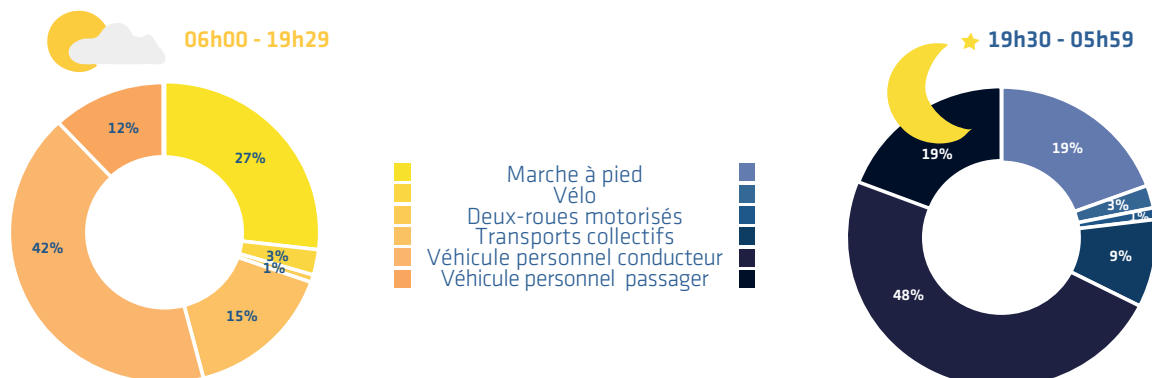 06h00 - 19h29
12%
27%
42%
3%
1%
15%
Marche à pied
Vélo
Deux-roues motorisés
Transports collectifs
Véhicule personnel conducteur
Véhicule personnel passager
19h30 - 05h59
19%
19%
3%
1%
9%
48%